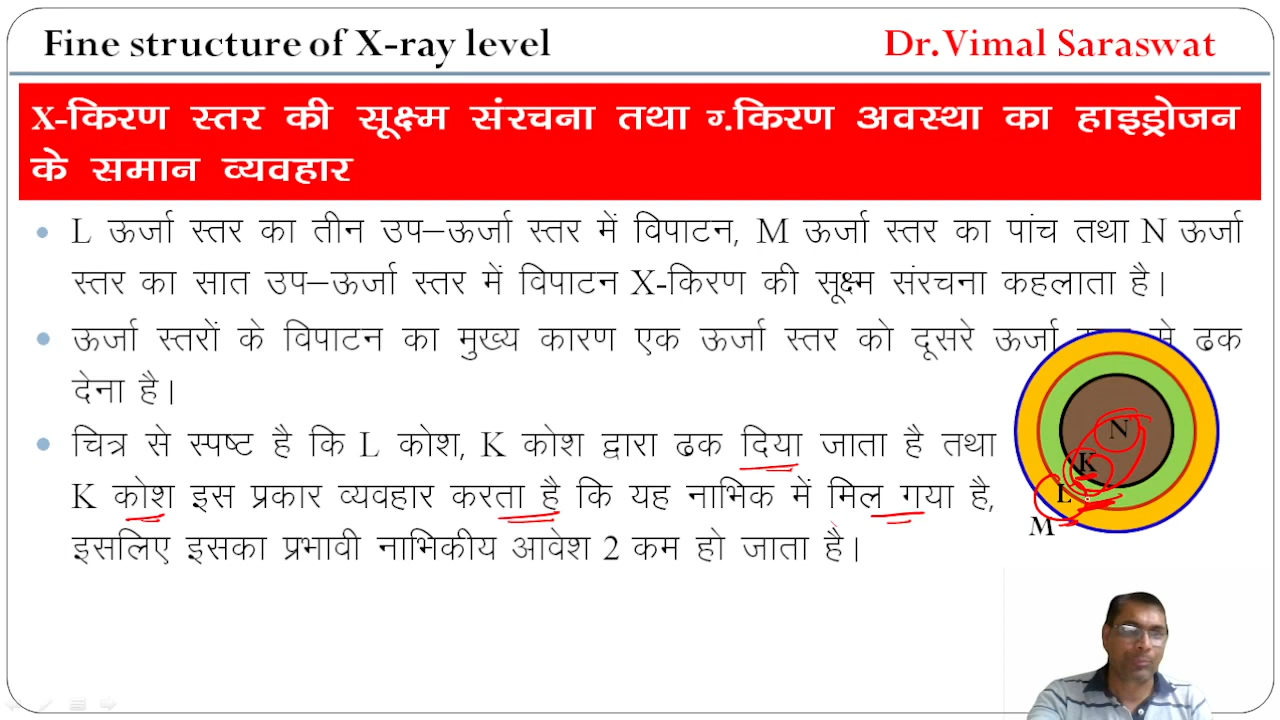 Fine structure of X-ray level
Dr. Vimal Saraswat
X-किरण स्तर की सूक्ष्म संरचना तथा ग्.किरण अवस्था का हाइड्रोजन
के समान व्यवहार
L ऊर्जा स्तर का तीन उप–ऊर्जा स्तर में विपाटन, M ऊर्जा स्तर का पांच तथा N ऊर्जा
स्तर का सात उप–ऊर्जा स्तर में विपाटन X-किरण की सूक्ष्म संरचना कहलाता है।
ऊर्जा स्तरों के विपाटन का मुख्य कारण एक ऊर्जा स्तर को दूसरे ऊर्जा से ढक
देना है।
चित्र से स्पष्ट है कि L कोश, K कोश द्वारा ढक दिया जाता है तथा
K कोश इस प्रकार व्यवहार करता है कि यह नाभिक में मिल गया है,
इसलिए इसका प्रभावी नाभिकीय आवेश 2 कम हो जाता है।
N
K
L
M